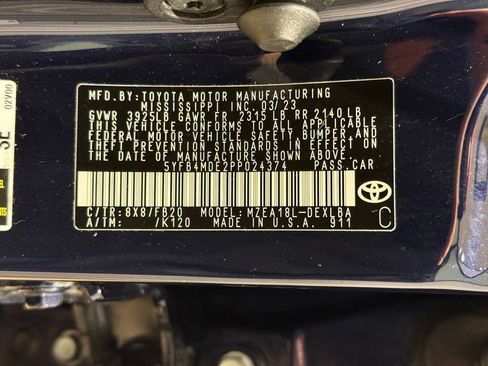 MFD.BY:TOYOTA MOTOR MANUFACTURING
MISSISSIPPI INC. 03/23
GVWR 3925LB GAWR FR 2315 LB RR 2140 LB
THIS VEHICLE CONFORMS TO ALL APPLICABLE
FEDERAL MOTOR VEHICLE SAFETY, BUMPER, AND
THEFT PREVENTION STANDARDS IN EFFECT ON
THE DATE OF MANUFACTURE SHOWN ABOVE.
5YFB4MDE2PP024374 PASS.CAR
C/TR: 8X8/FB20 MODEL: MZEA18L-DEXLBA
A/TM: /K120 MADE IN U.S.A. 911 C
02V00
SE